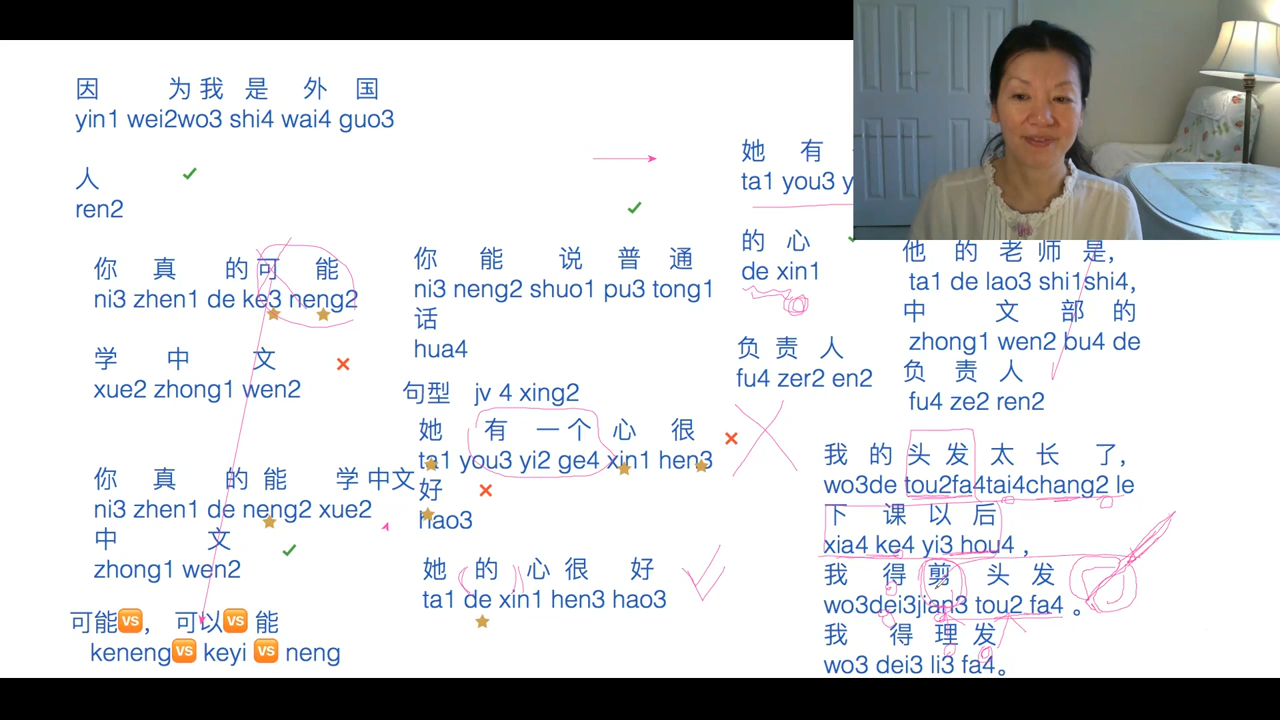 因 为 我 是 外 国
yin1 wei2wo3 shi4 wai4 guo3
人
ren2
你 真 的 可 能
ni3 zhen1 de ke3 neng2
学 中 文
xue2 zhong1 wen2
你 真 的 能 学 中文
ni3 zhen1 de neng2 xue2
中 文
zhong1 wen2
可能🆚, 可以🆚 能
keneng🆚 keyi 🆚 neng
你 能 说 普 通
ni3 neng2 shuo1 pu3 tong1
话
hua4
句型 jv 4 xing2
她 有 一 个 心 很
ta1 you3 yi2 ge4 xin1 hen3
好
hao3
她 的 心 很 好
ta1 de xin1 hen3 hao3
她 有
ta1 you3 y
的 心
de xin1
负 责 人
fu4 zer2 en2
他 的 老 师 是,
ta1 de lao3 shi1shi4,
中 文 部 的
zhong1 wen2 bu4 de
负 责 人
fu4 ze2 ren2
我 的 头 发 太 长 了,
wo3de tou2fa4tai4chang2 le
下 课 以 后
xia4 ke4 yi3 hou4 ,
我 得 剪 头 发
wo3dei3jian3 tou2 fa4 。
我 得 理 发
wo3 dei3 li3 fa4。